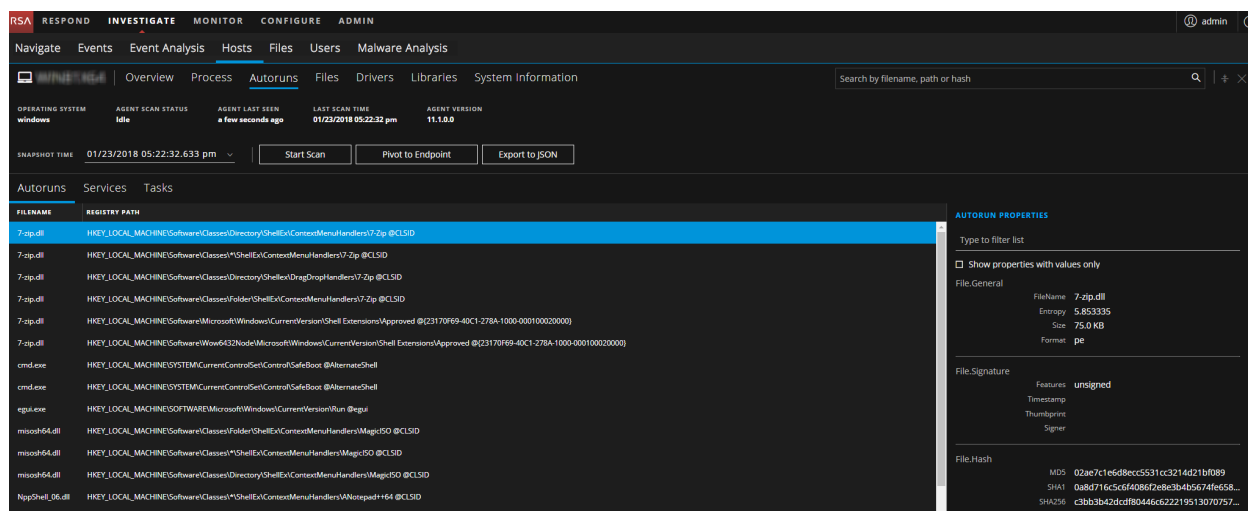 RSA RESPOND INVESTIGATE MONITOR CONFIGURE ADMIN admin
Navigate Events Event Analysis Hosts Files Users Malware Analysis
Overview Process Autoruns Files Drivers Libraries System Information Search by filename, path or hash
OPERATING SYSTEM AGENT SCAN STATUS AGENT LAST SEEN LAST SCAN TIME AGENT VERSION
windows Idle a few seconds ago 01/23/2018 05:22:32 pm 11.1.0.0
SNAPSHOT TIME 01/23/2018 05:22:32.633 pm Start Scan Pivot to Endpoint Export to JSON
Autoruns Services Tasks
FILENAME REGISTRY PATH
7-zip.dll HKEY_LOCAL_MACHINE\Software\Classes\Directory\ShellEx\ContextMenuHandlers\7-Zip @CLSID
7-zip.dll HKEY_LOCAL_MACHINE\Software\Classes\*\ShellEx\ContextMenuHandlers\7-Zip @CLSID
7-zip.dll HKEY_LOCAL_MACHINE\Software\Classes\Directory\Shellex\DragDropHandlers\7-Zip @CLSID
7-zip.dll HKEY_LOCAL_MACHINE\Software\Classes\Folder\ShellEx\ContextMenuHandlers\7-Zip @CLSID
7-zip.dll HKEY_LOCAL_MACHINE\Software\Microsoft\Windows\CurrentVersion\Shell Extensions\Approved @{23170F69-40C1-278A-1000-000100020000}
7-zip.dll HKEY_LOCAL_MACHINE\Software\Wow6432Node\Microsoft\Windows\CurrentVersion\Shell Extensions\Approved @{23170F69-40C1-278A-1000-000100020000}
cmd.exe HKEY_LOCAL_MACHINE\SYSTEM\CurrentControlSet\Control\SafeBoot @AlternateShell
cmd.exe HKEY_LOCAL_MACHINE\SYSTEM\CurrentControlSet\Control\SafeBoot @AlternateShell
egui.exe HKEY_LOCAL_MACHINE\SOFTWARE\Microsoft\Windows\CurrentVersion\Run @egui
misosh64.dll HKEY_LOCAL_MACHINE\Software\Classes\Folder\ShellEx\ContextMenuHandlers\MagicISO @CLSID
misosh64.dll HKEY_LOCAL_MACHINE\Software\Classes\*\ShellEx\ContextMenuHandlers\MagicISO @CLSID
misosh64.dll HKEY_LOCAL_MACHINE\Software\Classes\Directory\ShellEx\ContextMenuHandlers\MagicISO @CLSID
NppShell_06.dll HKEY_LOCAL_MACHINE\Software\Classes\*\ShellEx\ContextMenuHandlers\ANotepad++64 @CLSID
AUTORUN PROPERTIES
Type to filter list
Show properties with values only
File.General
FileName 7-zip.dll
Entropy 5.853335
Size 75.0 KB
Format pe
File.Signature
Features unsigned
Timestamp
Thumbprint
Signer
File.Hash
MD5 02ae7c1e6d8ecc5531cc3214d21bf089
SHA1 0a8d716c5c6f4086f2e8e3b4b5674fe658...
SHA256 c3bb3b42dcdf80446c622219513070757...